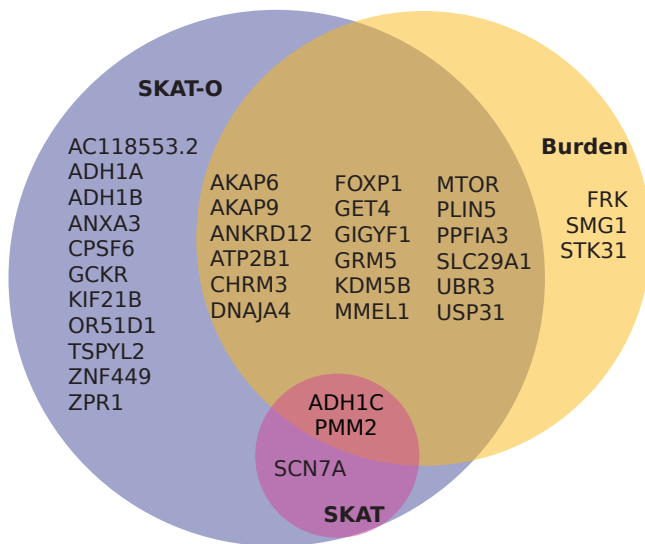 SKAT-O
AC118553.2
ADH1A
ADH1B
ANXA3
CPSF6
GCKR
KIF21B
OR51D1
TSPYL2
ZNF449
ZPR1
AKAP6
AKAP9
ANKRD12
ATP2B1
CHRM3
DNAJA4
FOXP1
GET4
GIGYF1
GRM5
KDM5B
MMEL1
MTOR
PLIN5
PPFIA3
SLC29A1
UBR3
USP31
Burden
FRK
SMG1
STK31
ADH1C
PMM2
SCN7A
SKAT